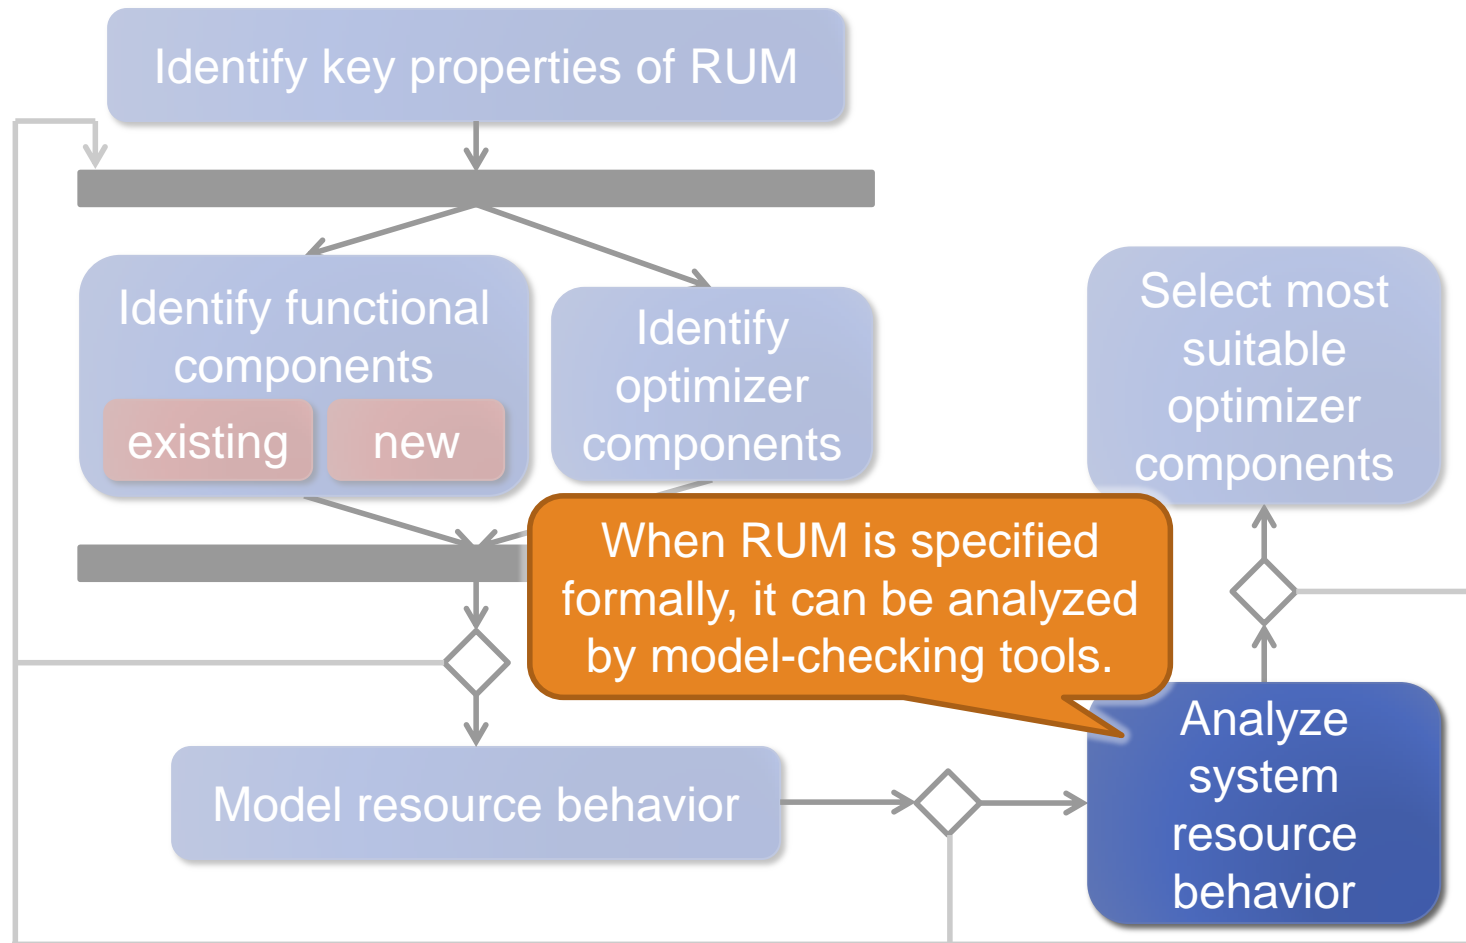 Identify key properties of RUM
Identify functional
components
existing
new
Identify
optimizer
components
Select most
suitable
optimizer
components
When RUM is specified
formally, it can be analyzed
by model-checking tools.
Model resource behavior
Analyze
system
resource
behavior